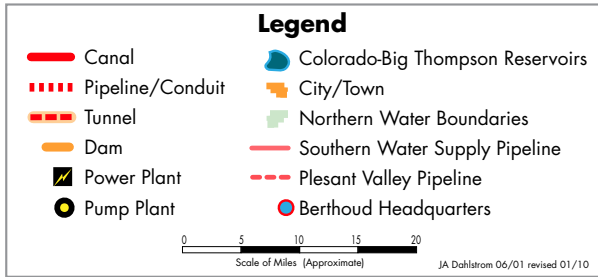 Legend
Canal
Pipeline/Conduit
Tunnel
Dam
Power Plant
Pump Plant
Colorado-Big Thompson Reservoirs
City/Town
Northern Water Boundaries
Southern Water Supply Pipeline
Plesant Valley Pipeline
Berthoud Headquarters
0 5 10 15 20
Scale of Miles (Approximate)
JA Dahlstrom 06/01 revised 01/10